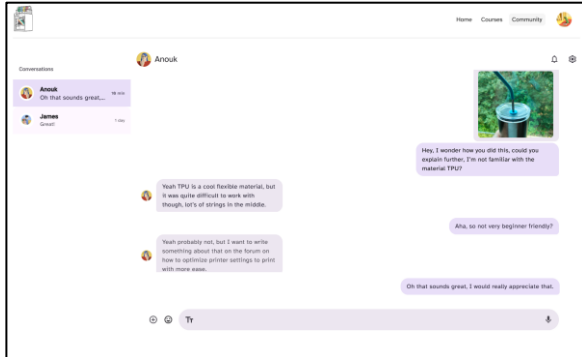 Home Courses Community
Conversations
Anouk
Oh that sounds great,...
18 min
James
Great!
1 day
Anouk
Hey, I wonder how you did this, could you
explain further, I'm not familiar with the
material TPU?
Yeah TPU is a cool flexible material, but
it was quite difficult to work with
though, lot's of strings in the middle.
Aha, so not very beginner friendly?
Yeah probably not, but I want to write
something about that on the forum on
how to optimize printer settings to print
with more ease.
Oh that sounds great, I would really appreciate that.
Tт